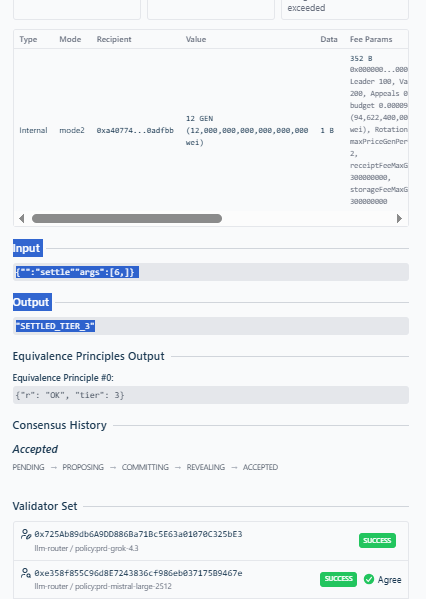 exceeded
Type Mode Recipient Value Data Fee Params
352 B
0x000000...000
Leader 100, Va
200, Appeals 0
budget 0.00009
12 GEN (94,622,400,00
Internal mode2 0xa40774...0adfbb (12,000,000,000,000,000,000 1 B wei), Rotation
wei) maxPriceGenPer
2,
receiptFeeMaxG
300000000,
storageFeeMaxG
300000000
Input
{"":"settle""args":[6,]}
Output
"SETTLED_TIER_3"
Equivalence Principles Output
Equivalence Principle #0:
{"r": "OK", "tier": 3}
Consensus History
Accepted
PENDING → PROPOSING → COMMITTING → REVEALING → ACCEPTED
Validator Set
0x725Ab89db6A9DD886Ba71Bc5E63a01070C325bE3 SUCCESS
llm-router / policy:prd-grok-4.3
0xe358f855C96d8E7243836cf986eb037175B9467e SUCCESS Agree
llm-router / policy:prd-mistral-large-2512